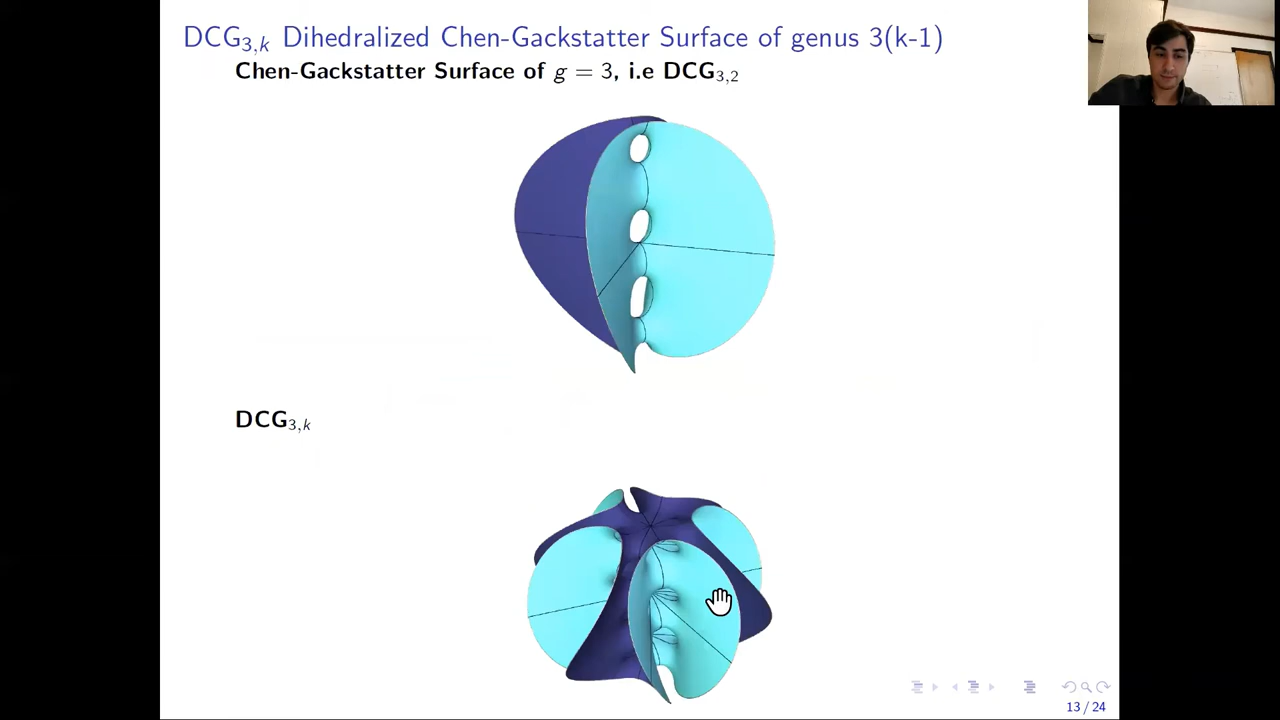 DCG3,k Dihedralized Chen-Gackstatter Surface of genus 3(k-1)
Chen-Gackstatter Surface of g = 3, i.e DCG3,2
DCG3,k
13 / 24